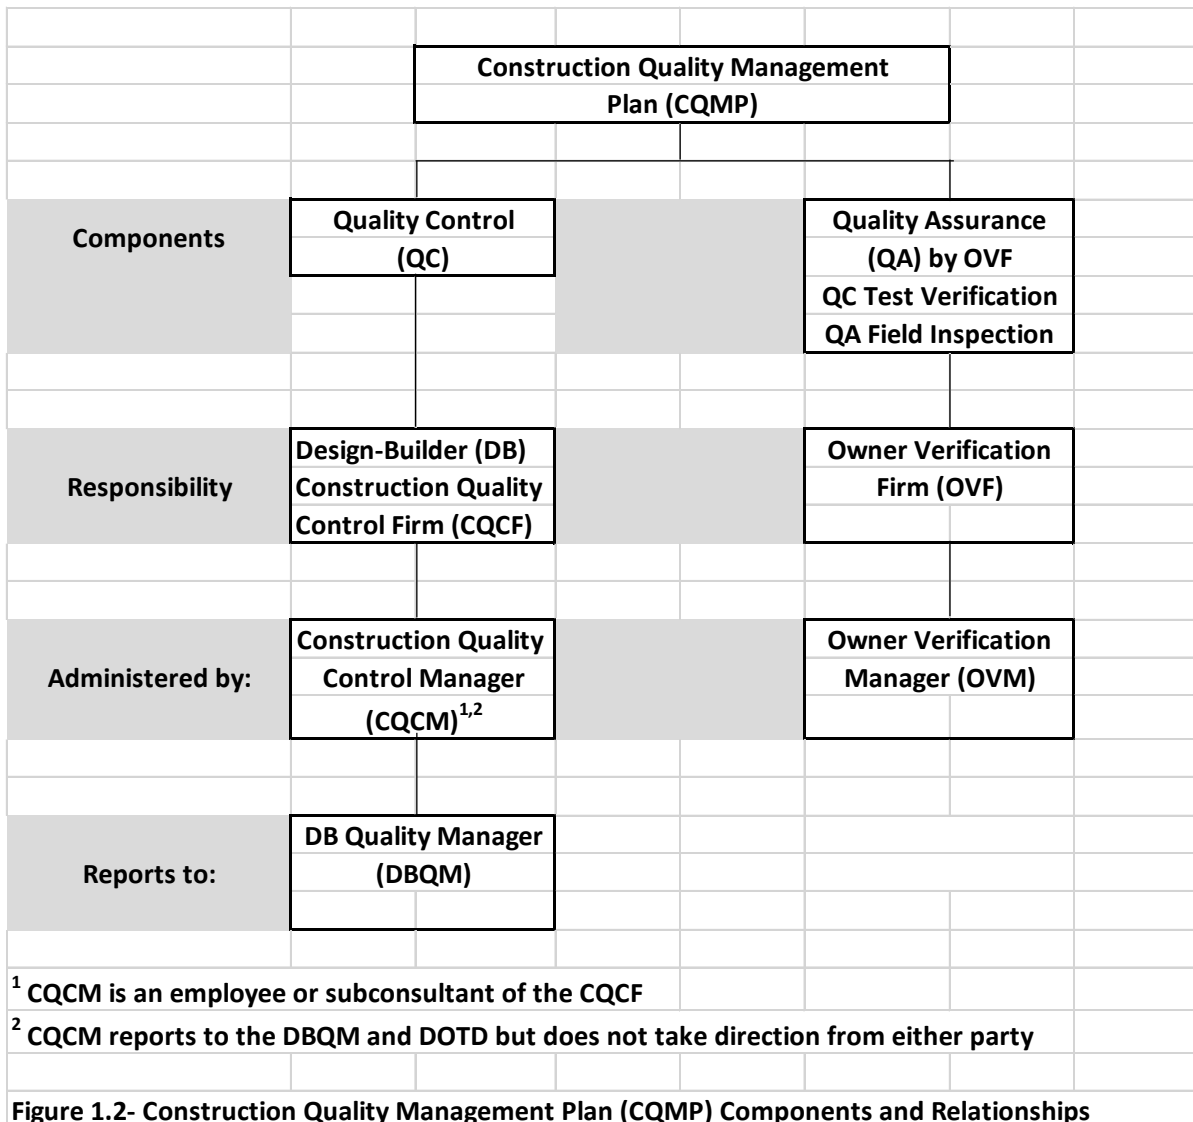 Construction Quality Management
Plan (CQMP)
Components
Quality Control
(QC)
Quality Assurance
(QA) by OVF
QC Test Verification
QA Field Inspection
Responsibility
Design-Builder (DB)
Construction Quality
Control Firm (CQCF)
Owner Verification
Firm (OVF)
Administered by:
Construction Quality
Control Manager
(CQCM)1,2
Owner Verification
Manager (OVM)
Reports to:
DB Quality Manager
(DBQM)
1 CQCM is an employee or subconsultant of the CQCF
2 CQCM reports to the DBQM and DOTD but does not take direction from either party
Figure 1.2- Construction Quality Management Plan (CQMP) Components and Relationships